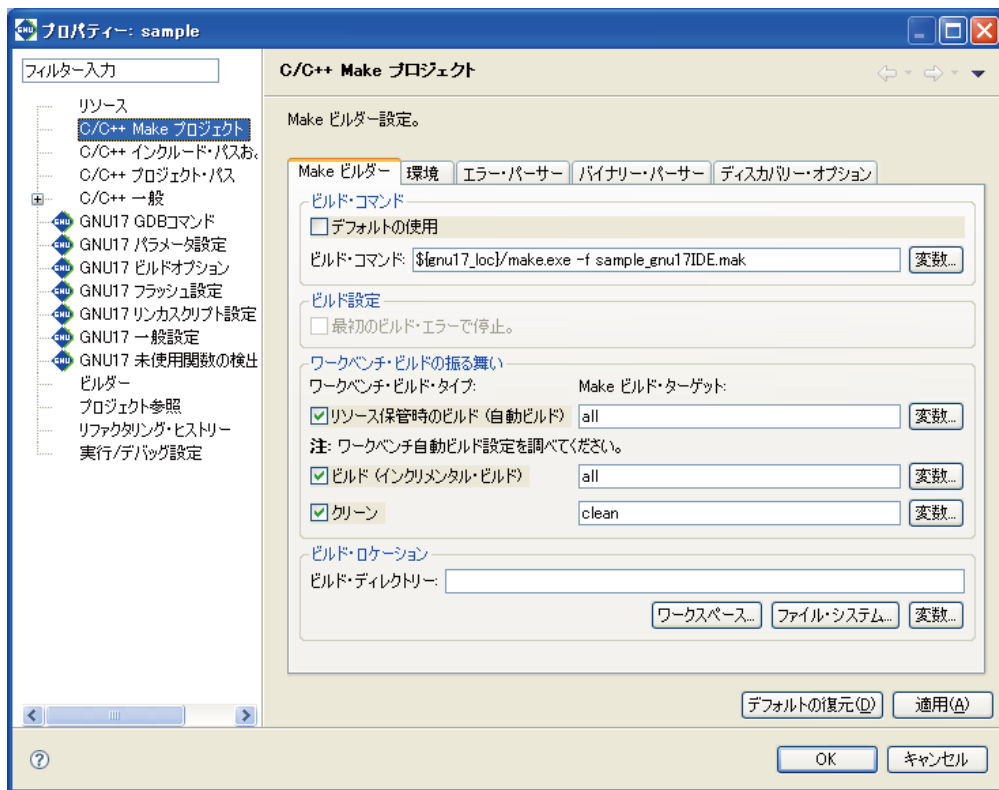 プロパティー: sample
フィルター入力
リソース
C/C++ Make プロジェクト
C/C++ インクルード・パスお
C/C++ プロジェクト・パス
C/C++ 一般
GNU17 GDBコマンド
GNU17 パラメータ設定
GNU17 ビルドオプション
GNU17 フラッシュ設定
GNU17 リンカスクリプト設定
GNU17 一般設定
GNU17 未使用関数の検出
ビルダー
プロジェクト参照
リファクタリング・ヒストリー
実行/デバッグ設定
C/C++ Make プロジェクト
Make ビルダー設定。
Make ビルダー 環境 エラー・パーサー バイナリー・パーサー ディスカバリー・オプション
ビルド・コマンド
デフォルトの使用
ビルド・コマンド: ${gnu17_loc}/make.exe -f sample_gnu17IDE.mak 変数...
ビルド設定
最初のビルド・エラーで停止。
ワークベンチ・ビルドの振る舞い
ワークベンチ・ビルド・タイプ: Make ビルド・ターゲット:
リソース保管時のビルド (自動ビルド) all 変数...
注: ワークベンチ自動ビルド設定を調べてください。
ビルド (インクリメンタル・ビルド) all 変数...
クリーン clean 変数...
ビルド・ロケーション
ビルド・ディレクトリー:
ワークスペース... ファイル・システム... 変数...
デフォルトの復元(D) 適用(A)
OK キャンセル